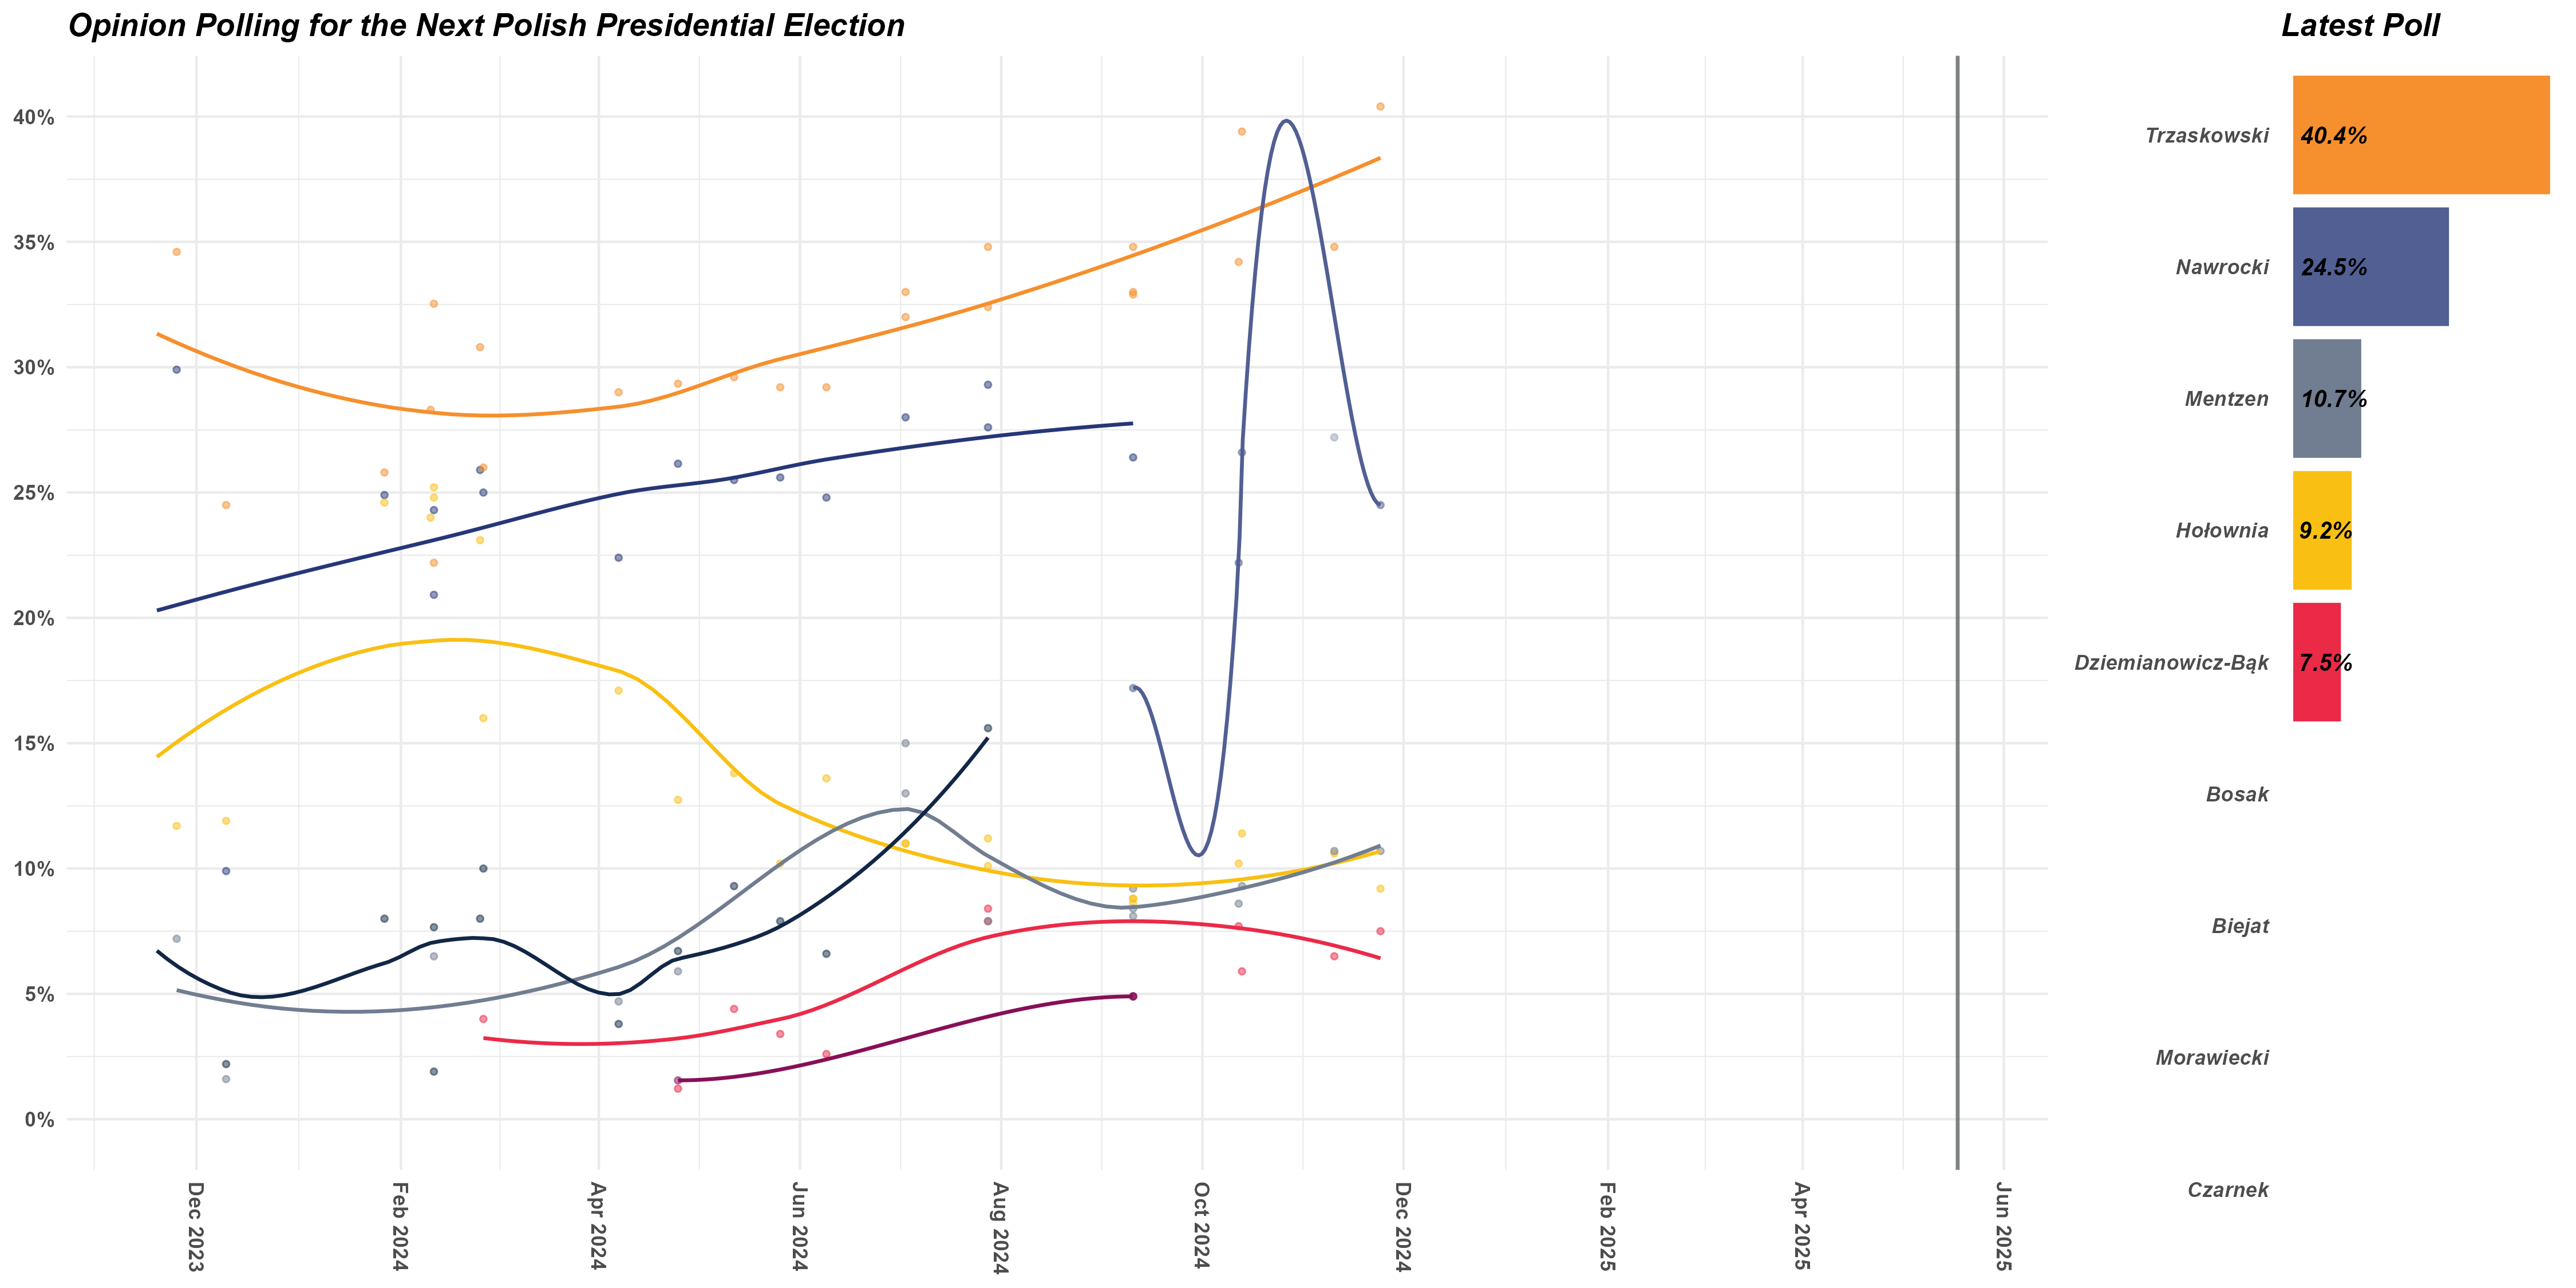 Opinion Polling for the Next Polish Presidential Election
40%
35%
30%
25%
20%
15%
10%
5%
0%
Dec 2023
Feb 2024
Apr 2024
Jun 2024
Aug 2024
Oct 2024
Dec 2024
Feb 2025
Apr 2025
Jun 2025
Latest Poll
Trzaskowski 40.4%
Nawrocki 24.5%
Mentzen 10.7%
Hołownia 9.2%
Dziemianowicz-Bąk 7.5%
Bosak
Biejat
Morawiecki
Czarnek